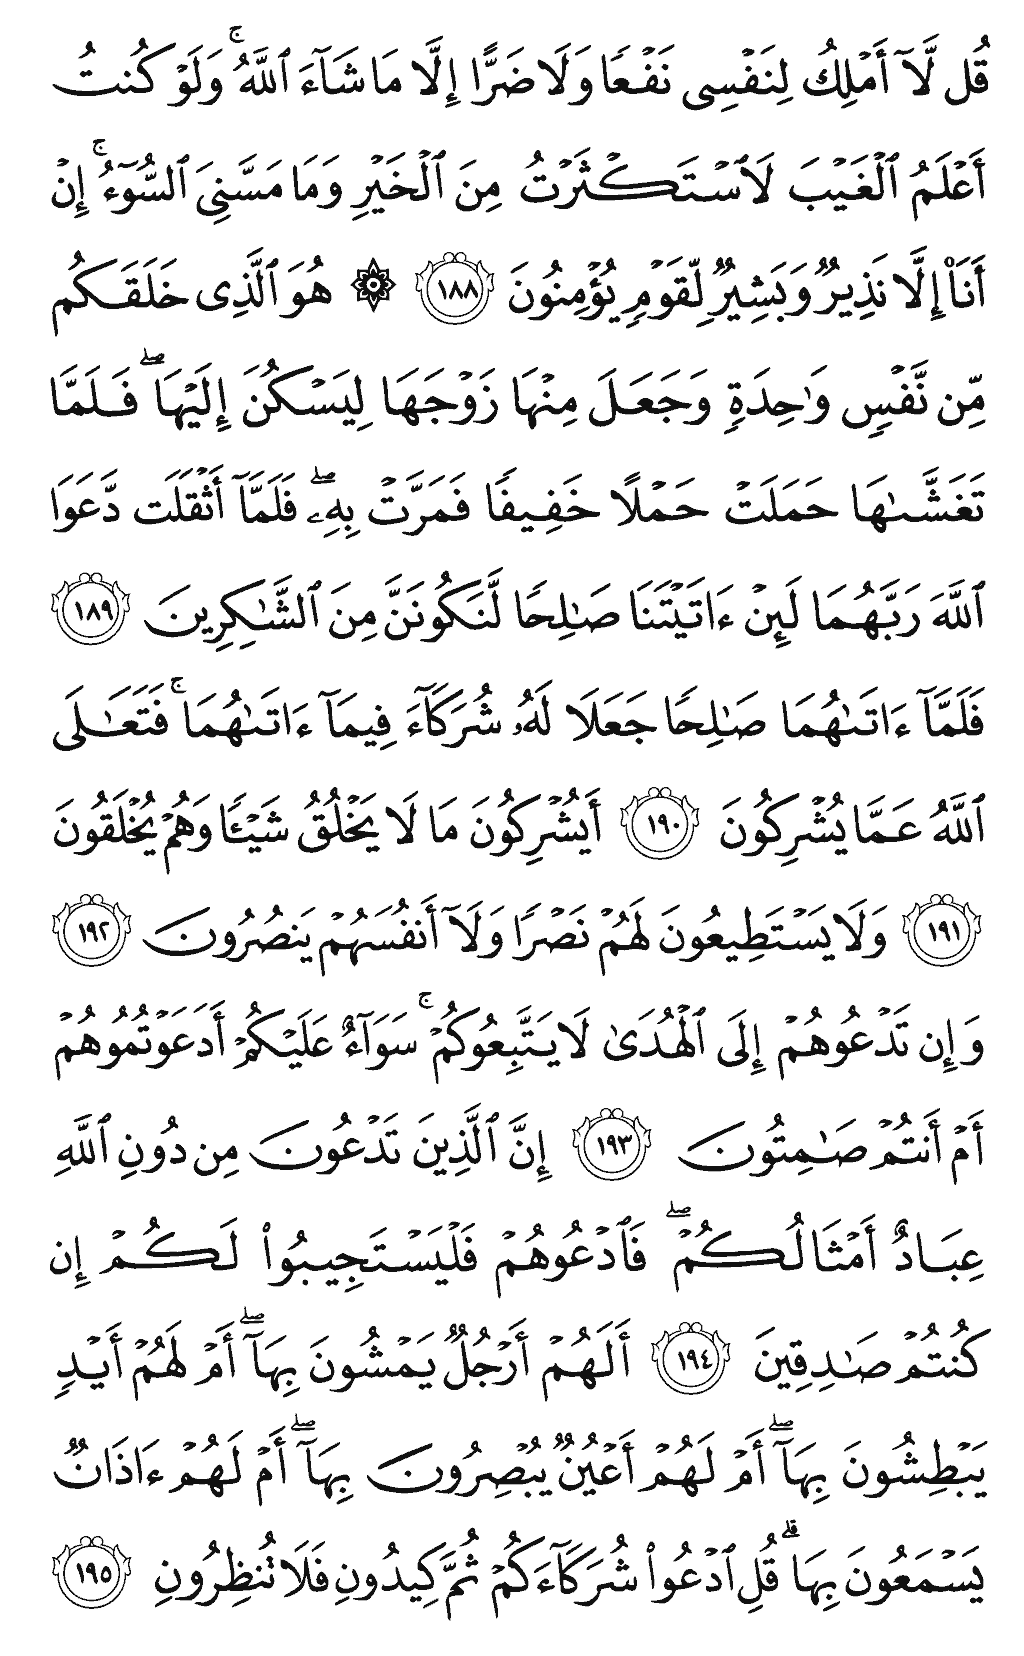 قُل لَّآ أَمْلِكُ لِنَفْسِى نَفْعًا وَلَا ضَرًّا إِلَّا مَا شَآءَ ٱللَّهُ ۚ وَلَوْ كُنتُ
أَعْلَمُ ٱلْغَيْبَ لَٱسْتَكْثَرْتُ مِنَ ٱلْخَيْرِ وَمَا مَسَّنِىَ ٱلسُّوٓءُ ۚ إِنْ
أَنَا۠ إِلَّا نَذِيرٌ وَبَشِيرٌ لِّقَوْمٍ يُؤْمِنُونَ ١٨٨ ۞ هُوَ ٱلَّذِى خَلَقَكُم
مِّن نَّفْسٍ وَٰحِدَةٍ وَجَعَلَ مِنْهَا زَوْجَهَا لِيَسْكُنَ إِلَيْهَا ۖ فَلَمَّا
تَغَشَّىٰهَا حَمَلَتْ حَمْلًا خَفِيفًا فَمَرَّتْ بِهِۦ ۖ فَلَمَّآ أَثْقَلَت دَّعَوَا
ٱللَّهَ رَبَّهُمَا لَئِنْ ءَاتَيْتَنَا صَٰلِحًا لَّنَكُونَنَّ مِنَ ٱلشَّٰكِرِينَ ١٨٩
فَلَمَّآ ءَاتَىٰهُمَا صَٰلِحًا جَعَلَا لَهُۥ شُرَكَآءَ فِيمَآ ءَاتَىٰهُمَا ۚ فَتَعَٰلَى
ٱللَّهُ عَمَّا يُشْرِكُونَ ١٩٠ أَيُشْرِكُونَ مَا لَا يَخْلُقُ شَيْـًٔا وَهُمْ يُخْلَقُونَ
١٩١ وَلَا يَسْتَطِيعُونَ لَهُمْ نَصْرًا وَلَآ أَنفُسَهُمْ يَنصُرُونَ ١٩٢
وَإِن تَدْعُوهُمْ إِلَى ٱلْهُدَىٰ لَا يَتَّبِعُوكُمْ ۚ سَوَآءٌ عَلَيْكُمْ أَدَعَوْتُمُوهُمْ
أَمْ أَنتُمْ صَٰمِتُونَ ١٩٣ إِنَّ ٱلَّذِينَ تَدْعُونَ مِن دُونِ ٱللَّهِ
عِبَادٌ أَمْثَالُكُمْ ۖ فَٱدْعُوهُمْ فَلْيَسْتَجِيبُوا۟ لَكُمْ إِن
كُنتُمْ صَٰدِقِينَ ١٩٤ أَلَهُمْ أَرْجُلٌ يَمْشُونَ بِهَآ ۖ أَمْ لَهُمْ أَيْدٍ
يَبْطِشُونَ بِهَآ ۖ أَمْ لَهُمْ أَعْيُنٌ يُبْصِرُونَ بِهَآ ۖ أَمْ لَهُمْ ءَاذَانٌ
يَسْمَعُونَ بِهَا ۗ قُلِ ٱدْعُوا۟ شُرَكَآءَكُمْ ثُمَّ كِيدُونِ فَلَا تُنظِرُونِ ١٩٥